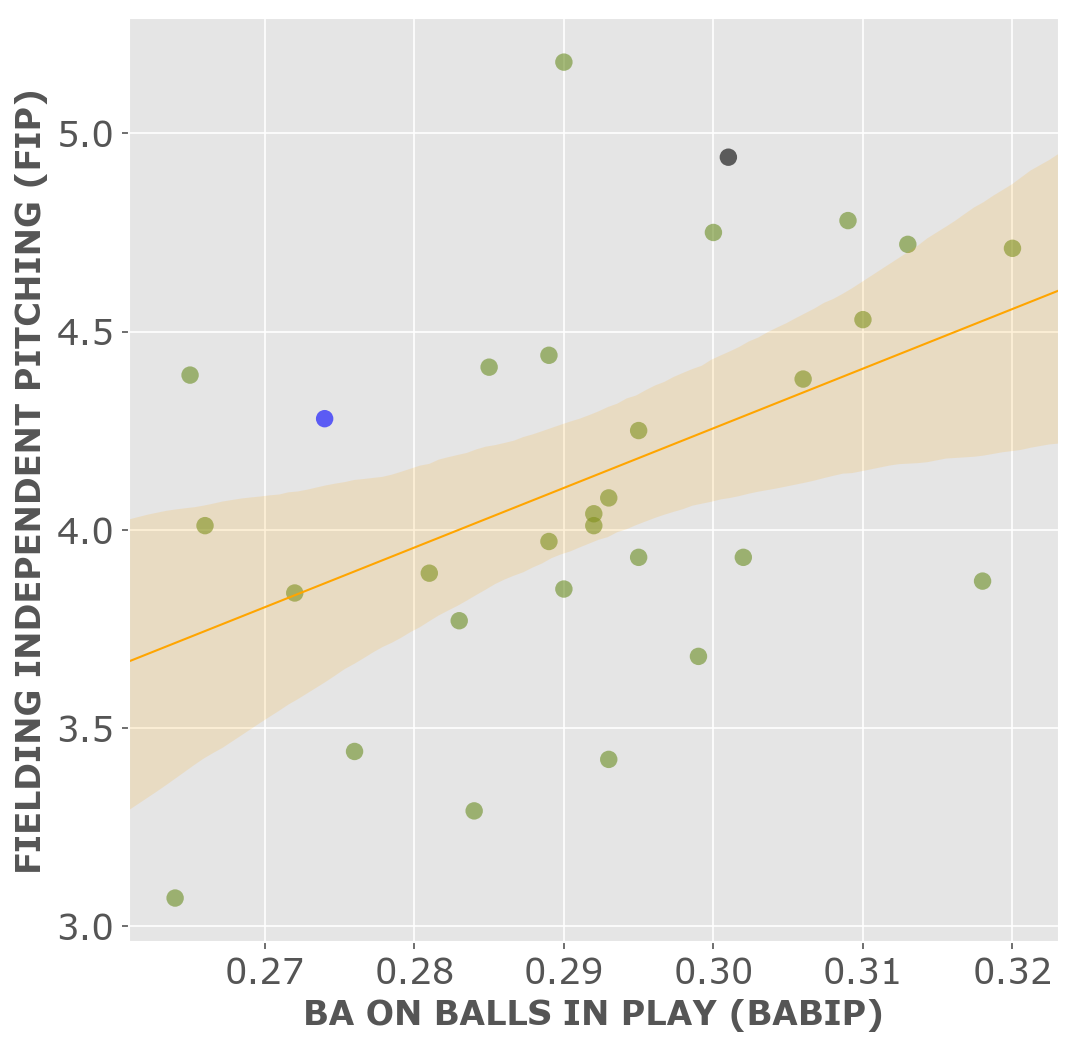 FIELDING INDEPENDENT PITCHING (FIP)
5.0
4.5
4.0
3.5
3.0
0.27 0.28 0.29 0.30 0.31 0.32
BA ON BALLS IN PLAY (BABIP)